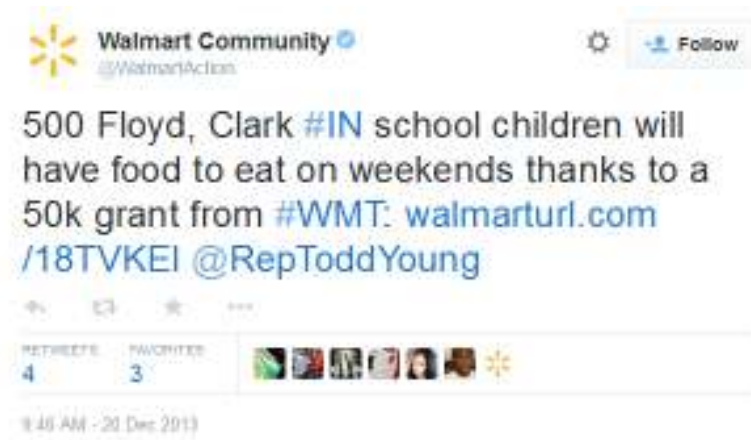 Walmart Community
@WalmartAction
Follow
500 Floyd, Clark #IN school children will
have food to eat on weekends thanks to a
50k grant from #WMT: walmarturl.com
/18TVKEI @RepToddYoung
RETWEETS FAVORITES
4 3
9:46 AM - 20 Dec 2013